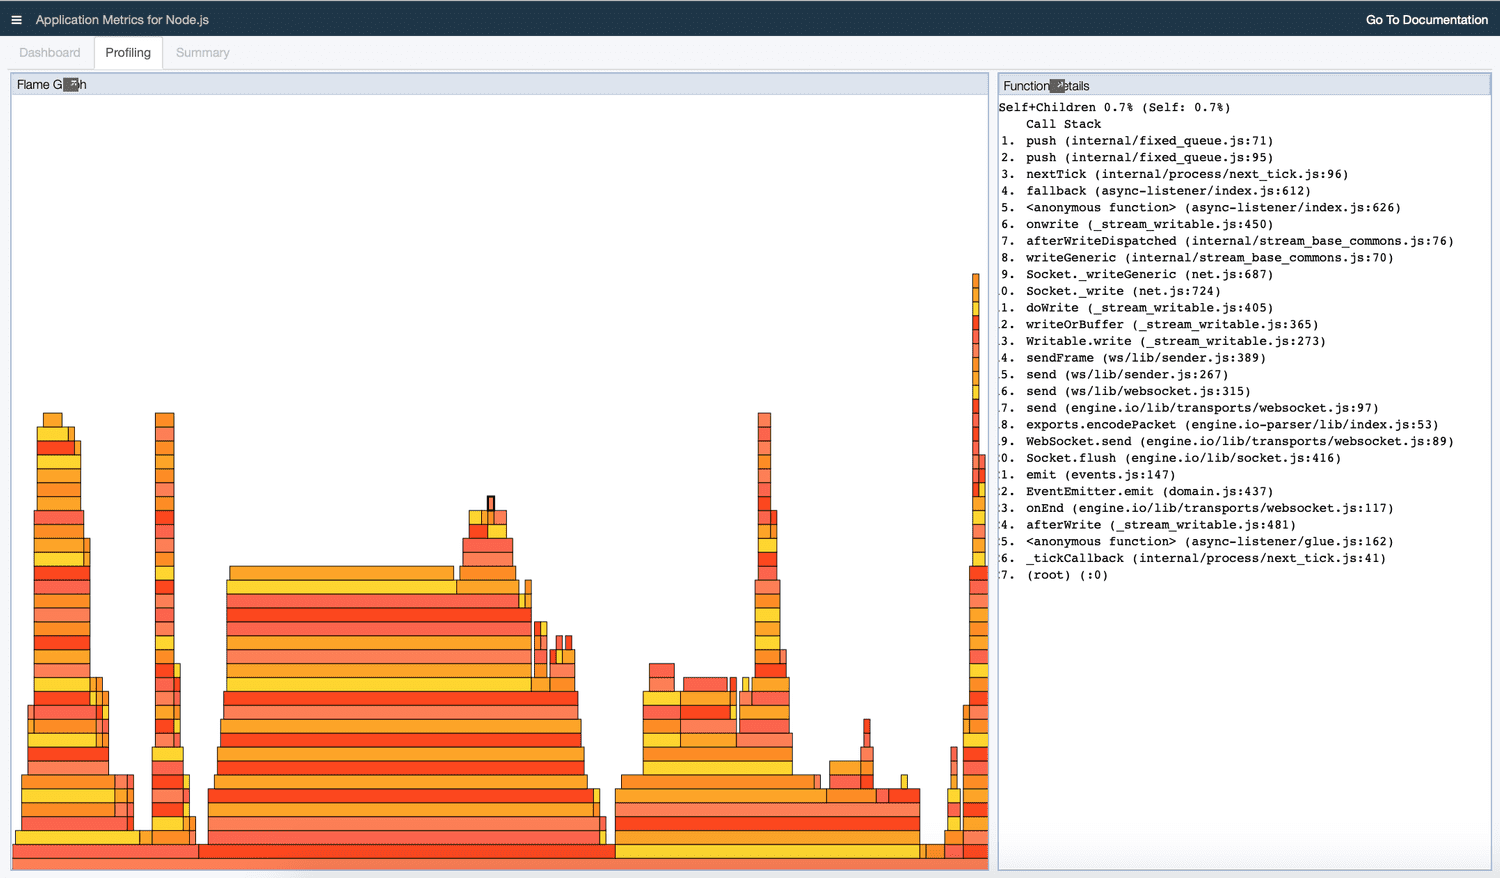 Application Metrics for Node.js
Go To Documentation
Dashboard Profiling Summary
Flame G h
Function etails
Self+Children 0.7% (Self: 0.7%)
Call Stack
1. push (internal/fixed_queue.js:71)
2. push (internal/fixed_queue.js:95)
3. nextTick (internal/process/next_tick.js:96)
4. fallback (async-listener/index.js:612)
5. <anonymous function> (async-listener/index.js:626)
6. onwrite (_stream_writable.js:450)
7. afterWriteDispatched (internal/stream_base_commons.js:76)
8. writeGeneric (internal/stream_base_commons.js:70)
9. Socket._writeGeneric (net.js:687)
0. Socket._write (net.js:724)
1. doWrite (_stream_writable.js:405)
2. writeOrBuffer (_stream_writable.js:365)
3. Writable.write (_stream_writable.js:273)
4. sendFrame (ws/lib/sender.js:389)
5. send (ws/lib/sender.js:267)
6. send (ws/lib/websocket.js:315)
7. send (engine.io/lib/transports/websocket.js:97)
8. exports.encodePacket (engine.io-parser/lib/index.js:53)
9. WebSocket.send (engine.io/lib/transports/websocket.js:89)
0. Socket.flush (engine.io/lib/socket.js:416)
1. emit (events.js:147)
2. EventEmitter.emit (domain.js:437)
3. onEnd (engine.io/lib/transports/websocket.js:117)
4. afterWrite (_stream_writable.js:481)
5. <anonymous function> (async-listener/glue.js:162)
6. _tickCallback (internal/process/next_tick.js:41)
7. (root) (:0)